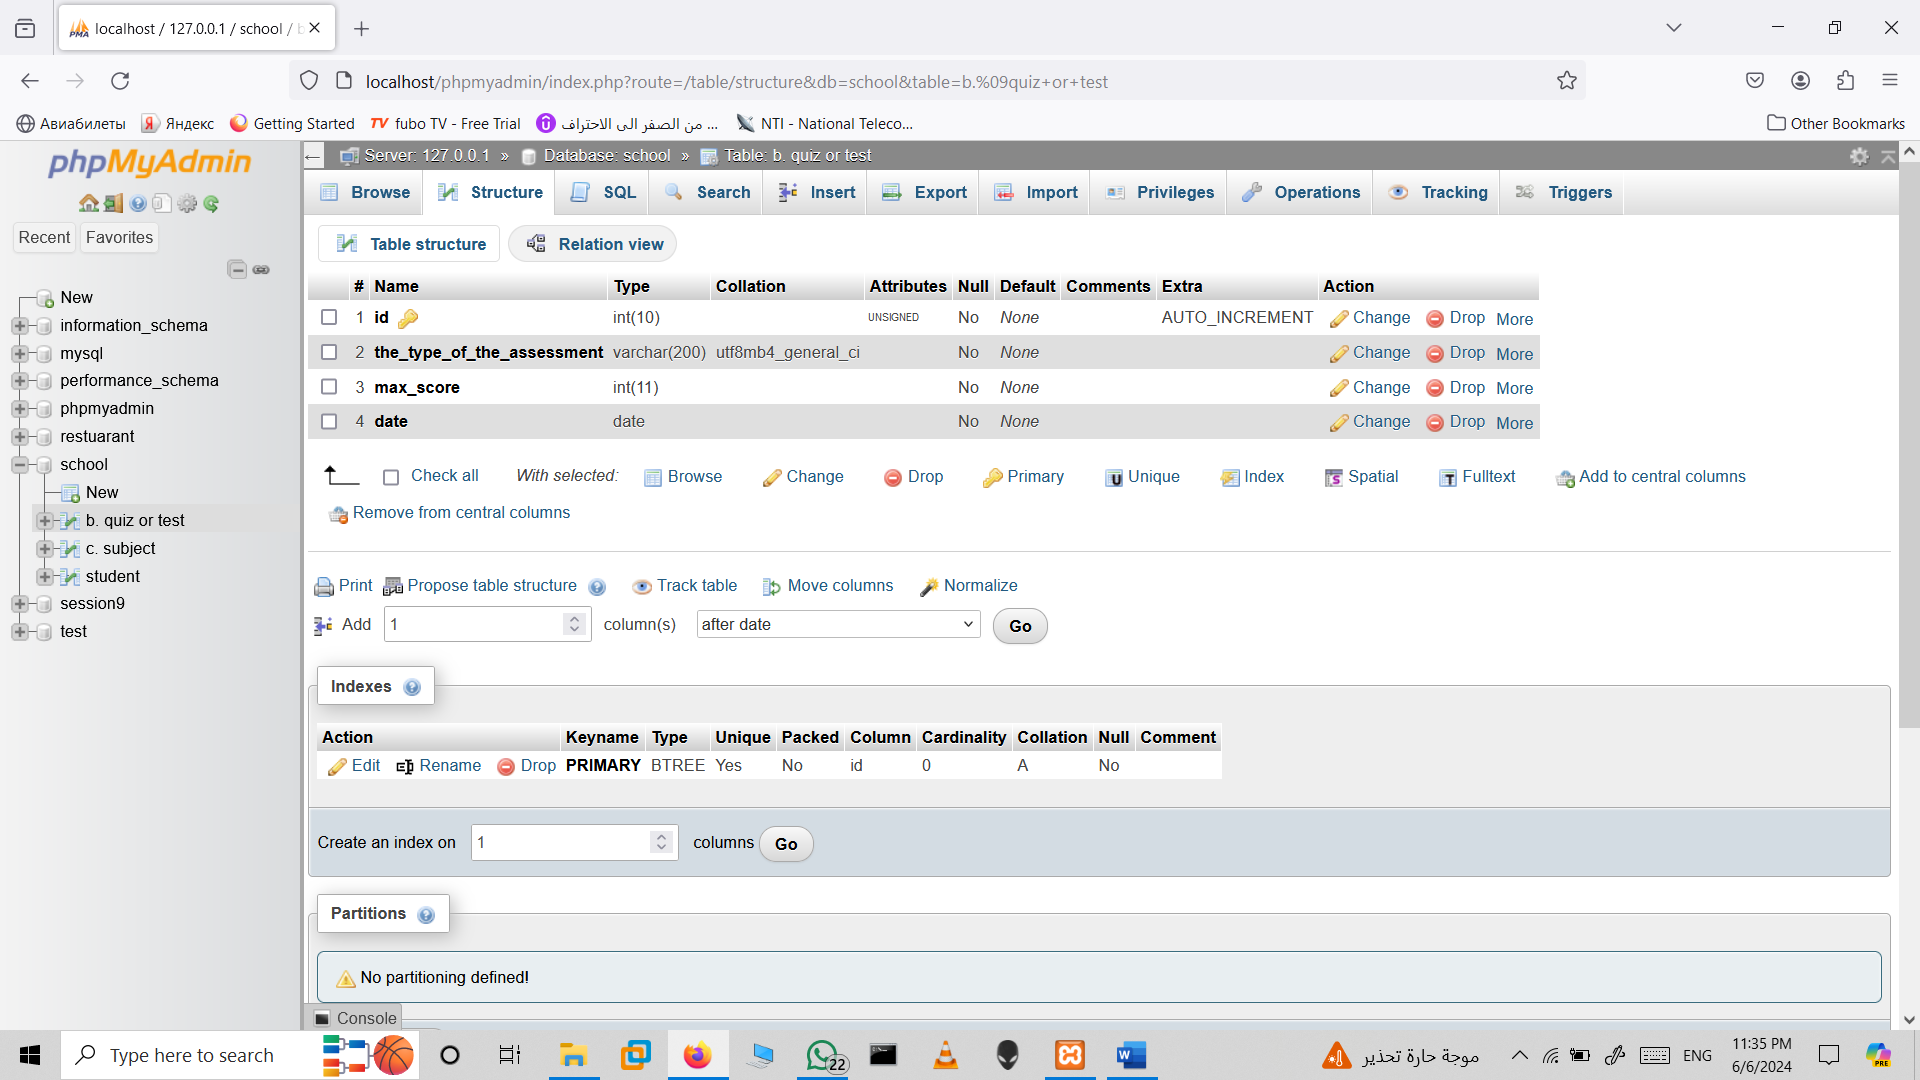 localhost / 127.0.0.1 / school / b
localhost/phpmyadmin/index.php?route=/table/structure&db=school&table=b.%09quiz+or+test
Авиабилеты Яндекс Getting Started fubo TV - Free Trial من الصفر الى الاحتراف ... NTI - National Teleco... Other Bookmarks
phpMyAdmin
Recent Favorites
New
information_schema
mysql
performance_schema
phpmyadmin
restuarant
school
New
b. quiz or test
c. subject
student
session9
test
Server: 127.0.0.1 » Database: school » Table: b. quiz or test
Browse Structure SQL Search Insert Export Import Privileges Operations Tracking Triggers
Table structure Relation view
# Name Type Collation Attributes Null Default Comments Extra Action
1 id int(10) UNSIGNED No None AUTO_INCREMENT Change Drop More
2 the_type_of_the_assessment varchar(200) utf8mb4_general_ci No None Change Drop More
3 max_score int(11) No None Change Drop More
4 date date No None Change Drop More
Check all With selected: Browse Change Drop Primary Unique Index Spatial Fulltext Add to central columns
Remove from central columns
Print Propose table structure Track table Move columns Normalize
Add 1 column(s) after date Go
Indexes
Action Keyname Type Unique Packed Column Cardinality Collation Null Comment
Edit Rename Drop PRIMARY BTREE Yes No id 0 A No
Create an index on 1 columns Go
Partitions
No partitioning defined!
Console
Type here to search 22 موجة حارة تحذير ENG 11:35 PM
6/6/2024